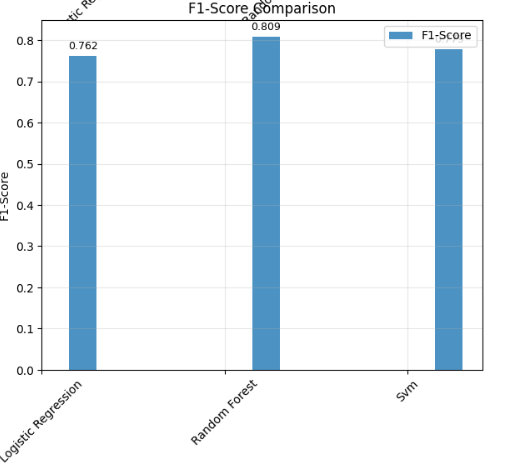 F1-Score Comparison
0.762
0.809
F1-Score
0.8
0.7
0.6
0.5
0.4
0.3
0.2
0.1
0.0
F1-Score
Logistic Regression
Random Forest
Svm